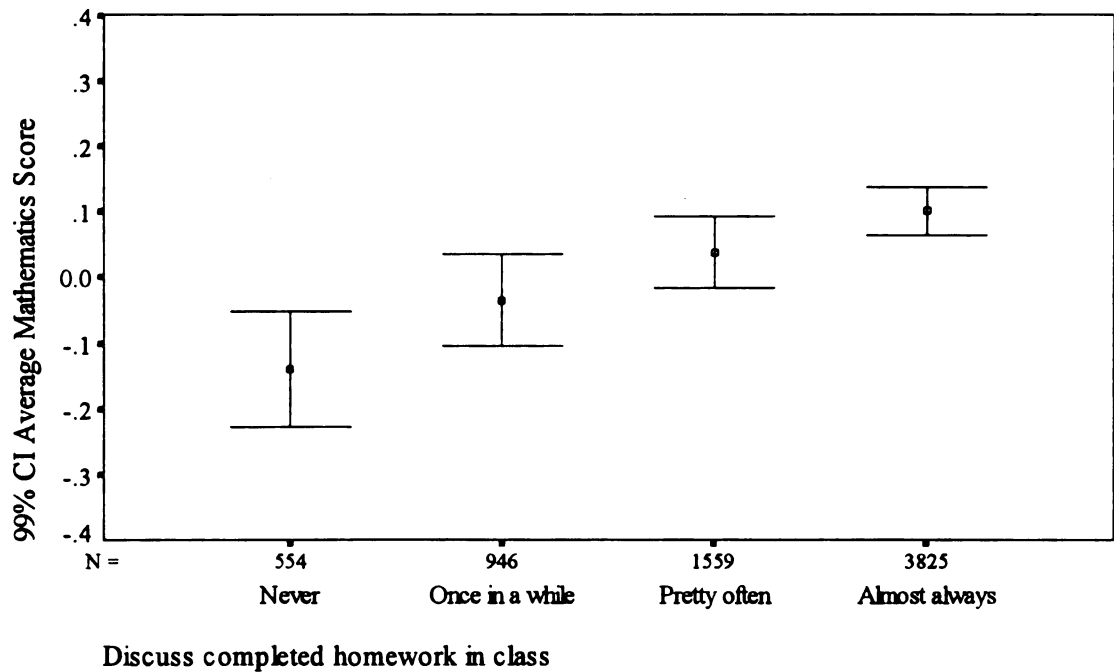 99% CI Average Mathematics Score
.4
.3
.2
.1
0.0
-.1
-.2
-.3
-.4
N = 554 946 1559 3825
Never Once in a while Pretty often Almost always
Discuss completed homework in class